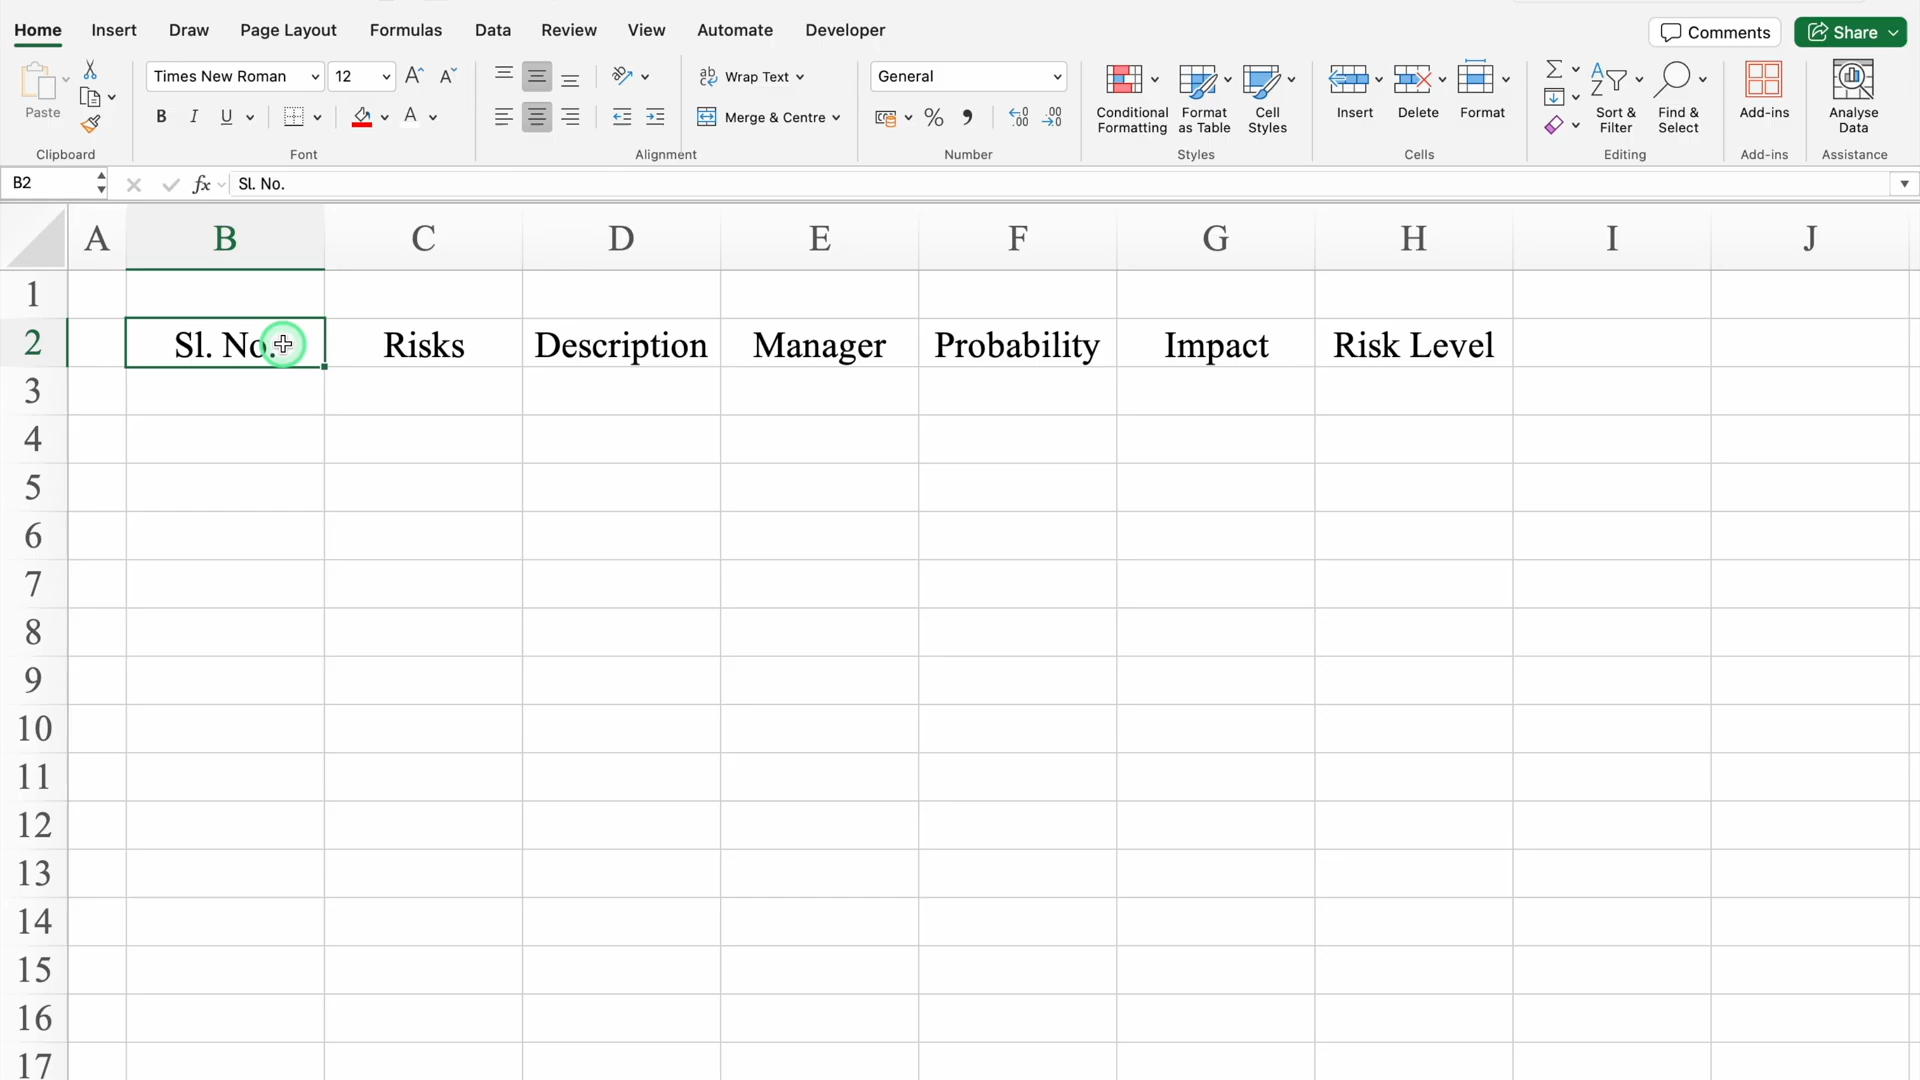 Home Insert Draw Page Layout Formulas Data Review View Automate Developer Comments Share
Times New Roman 12 ab Wrap Text General
Paste B I U A Merge & Centre % Conditional Formatting Format as Table Cell Styles Insert Delete Format Sort & Filter Find & Select Add-ins Analyse Data
Clipboard Font Alignment Number Styles Cells Editing Add-ins Assistance
B2 fx Sl. No.
A B C D E F G H I J
1
2 Sl. No. Risks Description Manager Probability Impact Risk Level
3
4
5
6
7
8
9
10
11
12
13
14
15
16
17